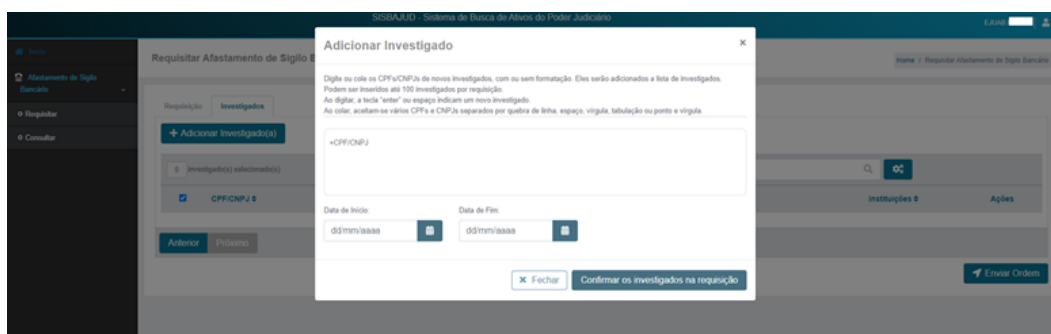 SISBAJUD - Sistema de Busca de Ativos do Poder Judiciário
EJUAB
Início
Afastamento de Sigilo
Bancário
Requisitar
Consultar
Requisitar Afastamento de Sigilo B
Home / Requisitar Afastamento de Sigilo Bancário
Requisição
Investigados
+ Adicionar Investigado(a)
0 Investigado(s) selecionado(s)
CPF/CNPJ
Instituições
Ações
Anterior
Próximo
Enviar Ordem
Adicionar Investigado
×
Digite ou cole os CPFs/CNPJs de novos investigados, com ou sem formatação. Eles serão adicionados a lista de investigados.
Podem ser inseridos até 100 investigados por requisição.
Ao digitar, a tecla "enter" ou espaço indicam um novo investigado.
Ao colar, aceitam-se vários CPFs e CNPJs separados por quebra de linha, espaço, vírgula, tabulação ou ponto e vírgula.
+CPF/CNPJ
Data de Início:
Data de Fim:
dd/mm/aaaa
dd/mm/aaaa
× Fechar
Confirmar os investigados na requisição